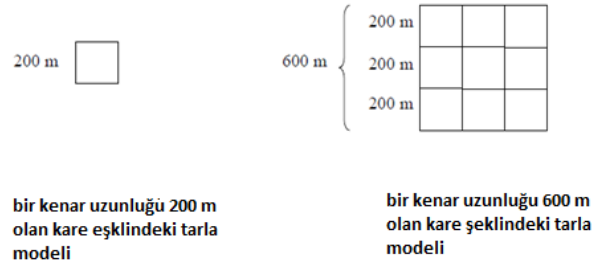 200 m
600 m
200 m
200 m
200 m
bir kenar uzunluğu 200 m
olan kare eşklindeki tarla
modeli
bir kenar uzunluğu 600 m
olan kare şeklindeki tarla
modeli